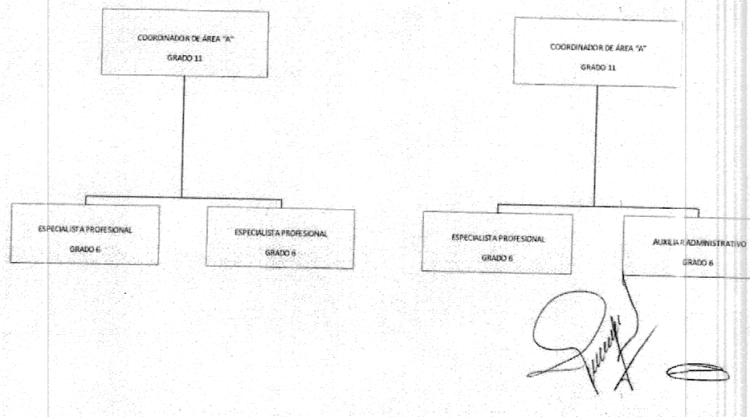 COORDINADOR DE ÁREA "A"
GRADO 11
COORDINADOR DE ÁREA "A"
GRADO 11
ESPECIALISTA PROFESIONAL
GRADO 6
ESPECIALISTA PROFESIONAL
GRADO 6
ESPECIALISTA PROFESIONAL
GRADO 6
AUXILIAR ADMINISTRATIVO
GRADO 6